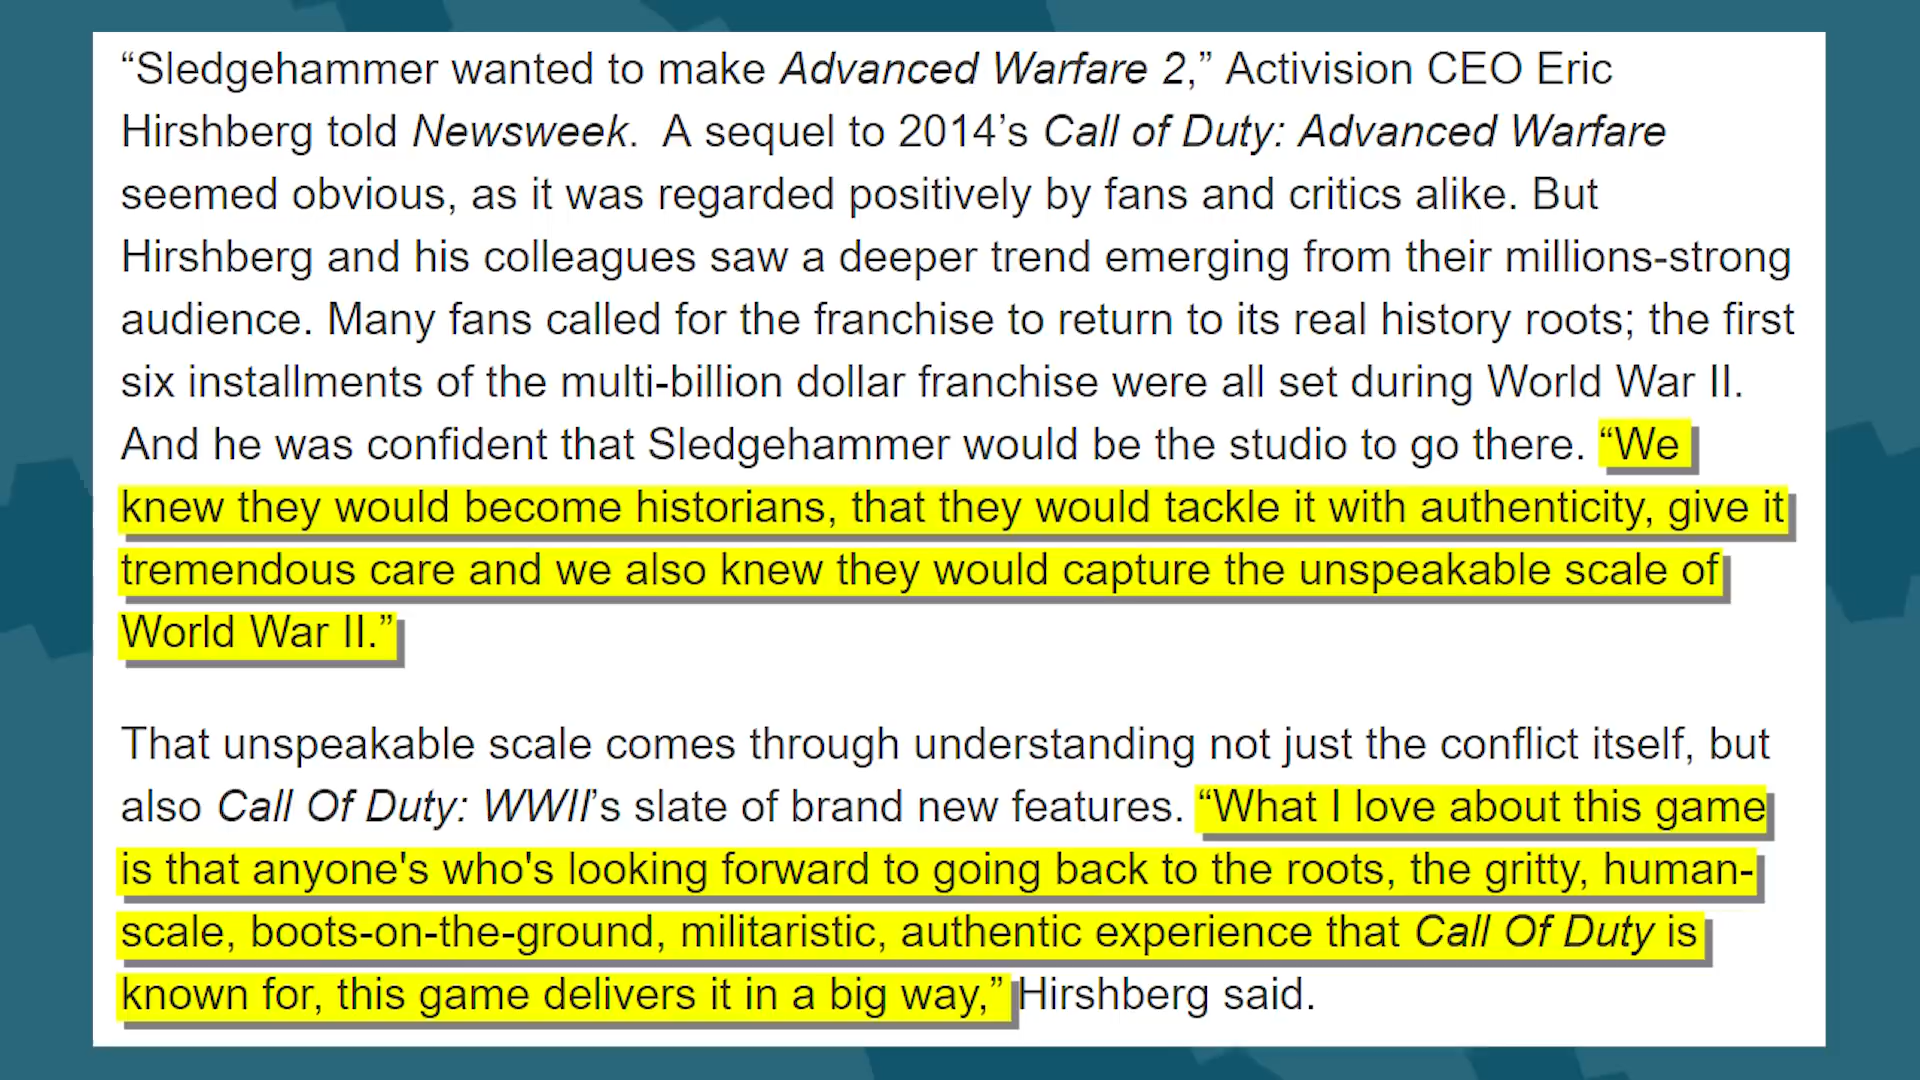 “Sledgehammer wanted to make Advanced Warfare 2,” Activision CEO Eric
Hirshberg told Newsweek.  A sequel to 2014’s Call of Duty: Advanced Warfare
seemed obvious, as it was regarded positively by fans and critics alike. But
Hirshberg and his colleagues saw a deeper trend emerging from their millions-strong
audience. Many fans called for the franchise to return to its real history roots; the first
six installments of the multi-billion dollar franchise were all set during World War II.
And he was confident that Sledgehammer would be the studio to go there. “We
knew they would become historians, that they would tackle it with authenticity, give it
tremendous care and we also knew they would capture the unspeakable scale of
World War II.”
That unspeakable scale comes through understanding not just the conflict itself, but
also Call Of Duty: WWII’s slate of brand new features. “What I love about this game
is that anyone's who's looking forward to going back to the roots, the gritty, human-
scale, boots-on-the-ground, militaristic, authentic experience that Call Of Duty is
known for, this game delivers it in a big way,” Hirshberg said.